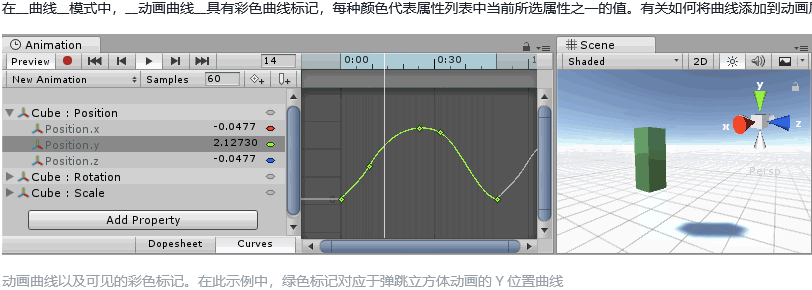 在__曲线__模式中，__动画曲线__具有彩色曲线标记，每种颜色代表属性列表中当前所选属性之一的值。有关如何将曲线添加到动画
Animation
Preview 14 0:00 0:30 1
New Animation Samples 60
Cube : Position
Position.x -0.0477
Position.y 2.12730
Position.z -0.0477
Cube : Rotation
Cube : Scale
Add Property
Dopesheet Curves
Scene
Shaded 2D
y
x z
Persp
动画曲线以及可见的彩色标记。在此示例中，绿色标记对应于弹跳立方体动画的 Y 位置曲线